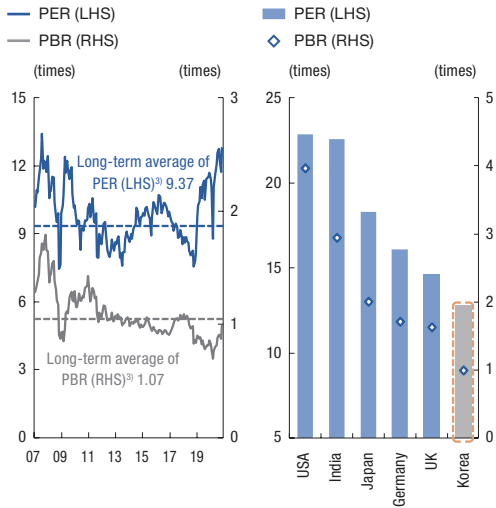 PER (LHS)
PBR (RHS)
(times)
(times)
15
12
9
6
3
0
3
2
1
0
Long-term average of
PER (LHS)3) 9.37
Long-term average of
PBR (RHS)3) 1.07
07 09 11 13 15 17 19
PER (LHS)
PBR (RHS)
(times)
(times)
25
20
15
10
5
5
4
3
2
1
0
USA
India
Japan
Germany
UK
Korea